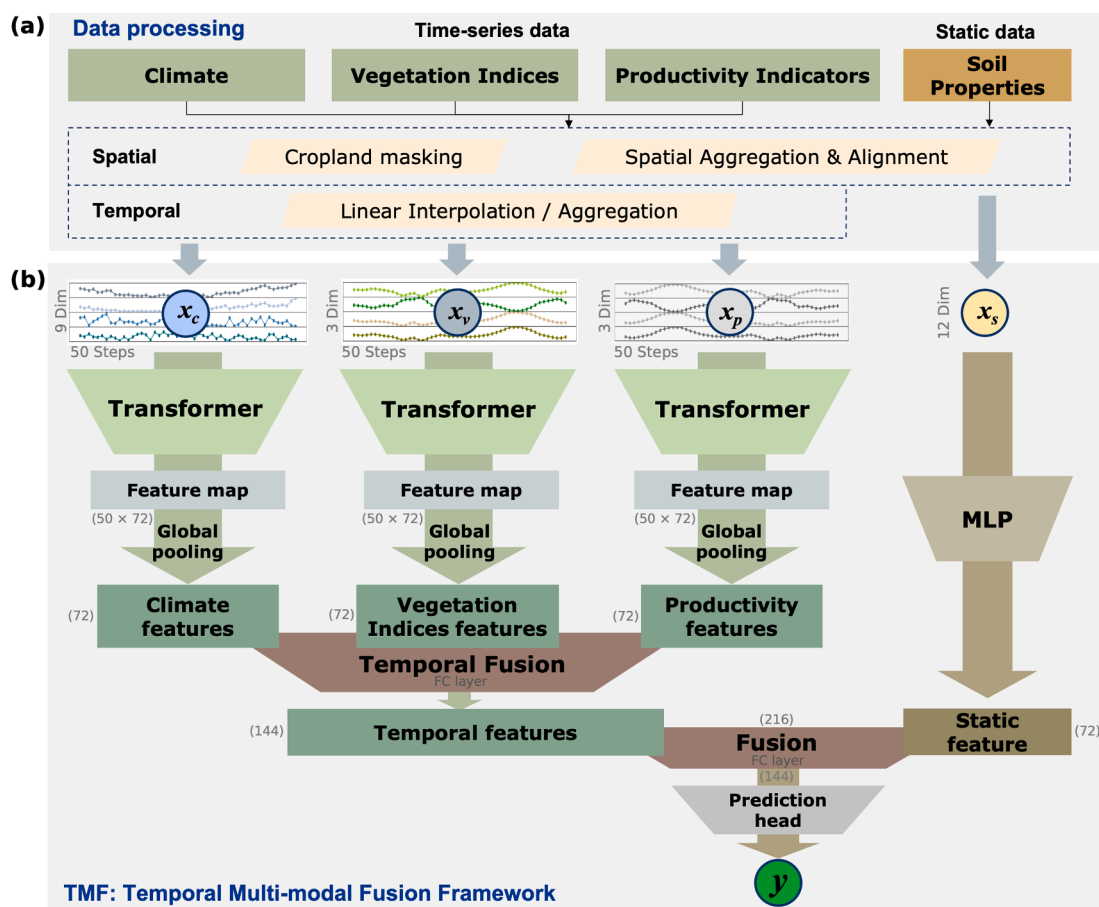 (a)
Data processing
Time-series data
Static data
Climate
Vegetation Indices
Productivity Indicators
Soil
Properties
Spatial
Cropland masking
Spatial Aggregation & Alignment
Temporal
Linear Interpolation / Aggregation
(b)
9 Dim
x_c
50 Steps
3 Dim
x_v
50 Steps
3 Dim
x_p
50 Steps
12 Dim
x_s
Transformer
Transformer
Transformer
Feature map
Feature map
Feature map
(50 × 72)
(50 × 72)
(50 × 72)
Global
pooling
Global
pooling
Global
pooling
MLP
(72)
Climate
features
(72)
Vegetation
Indices features
(72)
Productivity
features
Temporal Fusion
FC layer
(144)
Temporal features
(216)
Fusion
FC layer
(144)
Static
feature
(72)
Prediction
head
y
TMF: Temporal Multi-modal Fusion Framework